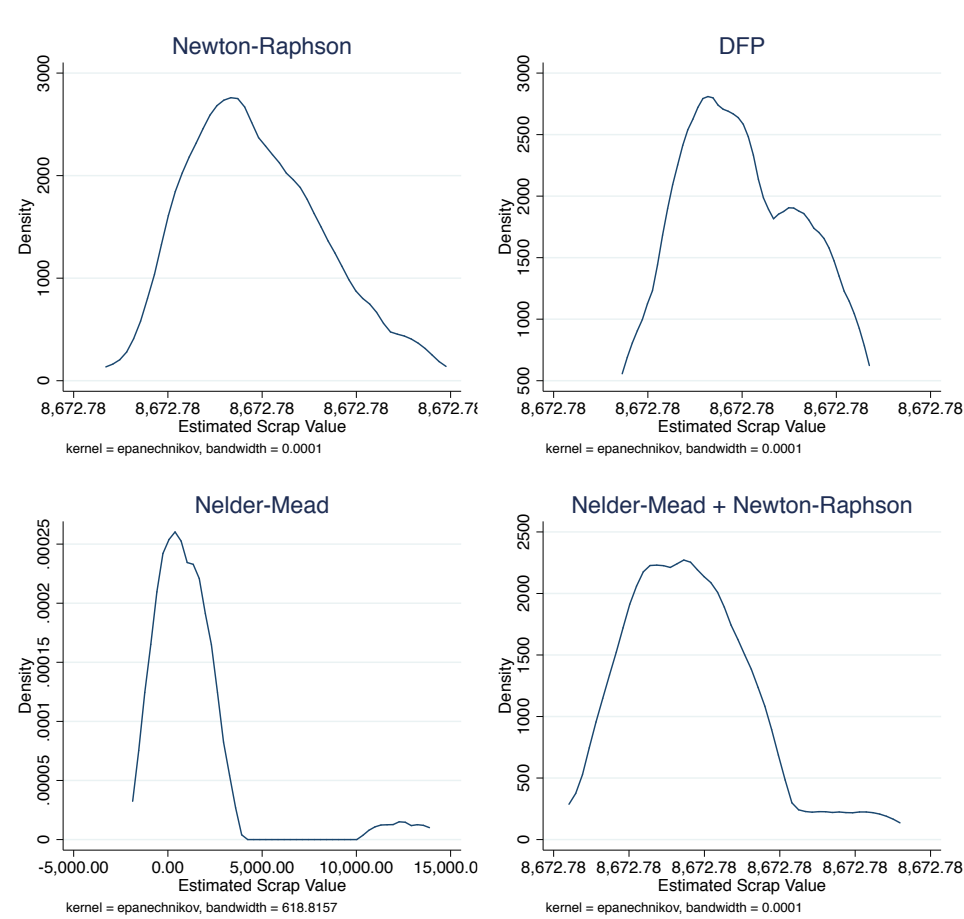 Newton-Raphson
Density
3000
2000
1000
0
8,672.78 8,672.78 8,672.78 8,672.78 8,672.78
Estimated Scrap Value
kernel = epanechnikov, bandwidth = 0.0001
DFP
Density
3000
2500
2000
1500
1000
500
8,672.78 8,672.78 8,672.78 8,672.78 8,672.78
Estimated Scrap Value
kernel = epanechnikov, bandwidth = 0.0001
Nelder-Mead
Density
.00025
.0002
.00015
.0001
.00005
0
-5,000.00 0.00 5,000.00 10,000.00 15,000.0
Estimated Scrap Value
kernel = epanechnikov, bandwidth = 618.8157
Nelder-Mead + Newton-Raphson
Density
2500
2000
1500
1000
500
0
8,672.78 8,672.78 8,672.78 8,672.78 8,672.78 8,672.78
Estimated Scrap Value
kernel = epanechnikov, bandwidth = 0.0001